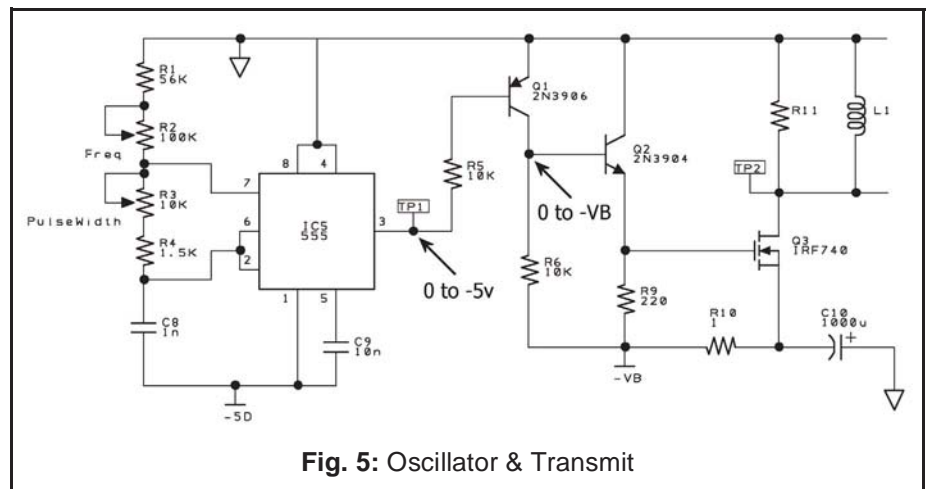 R1
56K
R2
100K
Freq
R3
10K
PulseWidth
R4
1.5K
C8
1n
-5D
8
4
7
6
2
IC5
555
3
1
5
C9
10n
TP1
0 to -5v
R5
10K
Q1
2N3906
0 to -VB
R6
10K
Q2
2N3904
R9
220
-VB
R10
1
R11
L1
TP2
Q3
IRF740
C10
1000u
+
Fig. 5: Oscillator & Transmit